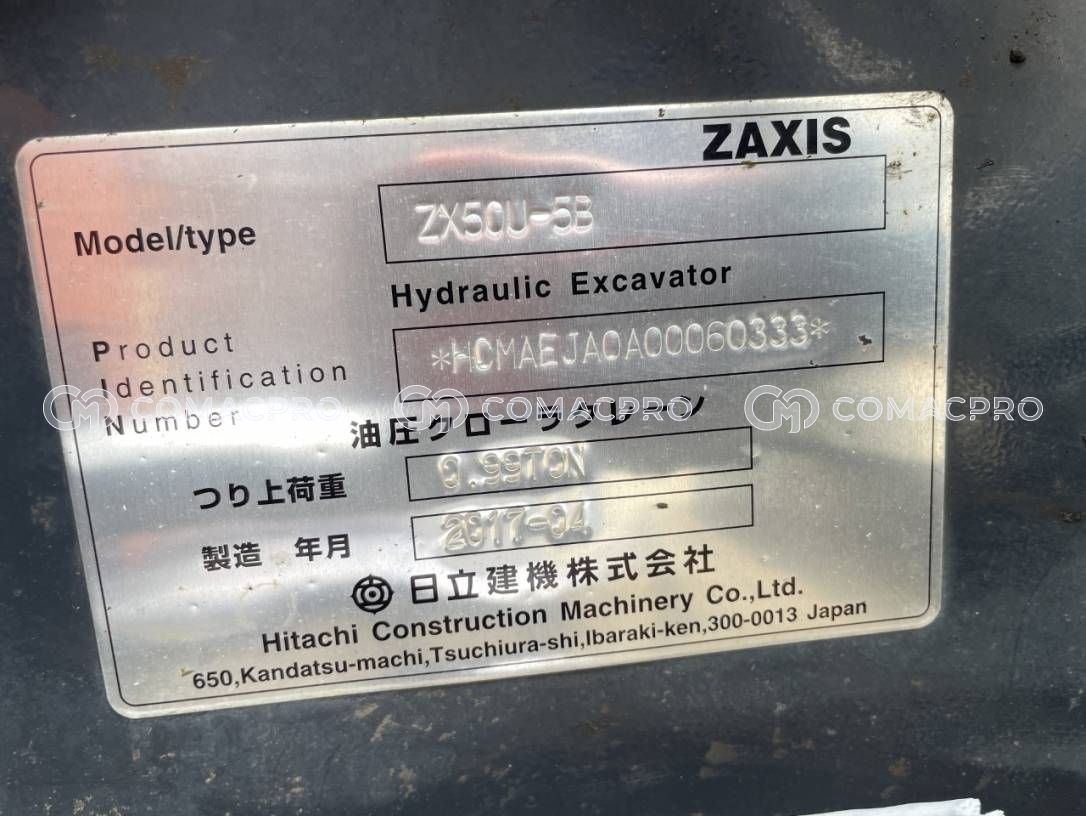 ZAXIS
Model/type ZX50U-5B
Hydraulic Excavator
Product
Identification
Number
*HCMAEJA0A00060333*
COMACPRO COMACPRO COMACPRO
油圧クローラクレーン
つり上荷重 0.99TON
製造 年月 2017-04
日立建機株式会社
Hitachi Construction Machinery Co.,Ltd.
650,Kandatsu-machi,Tsuchiura-shi,Ibaraki-ken,300-0013 Japan